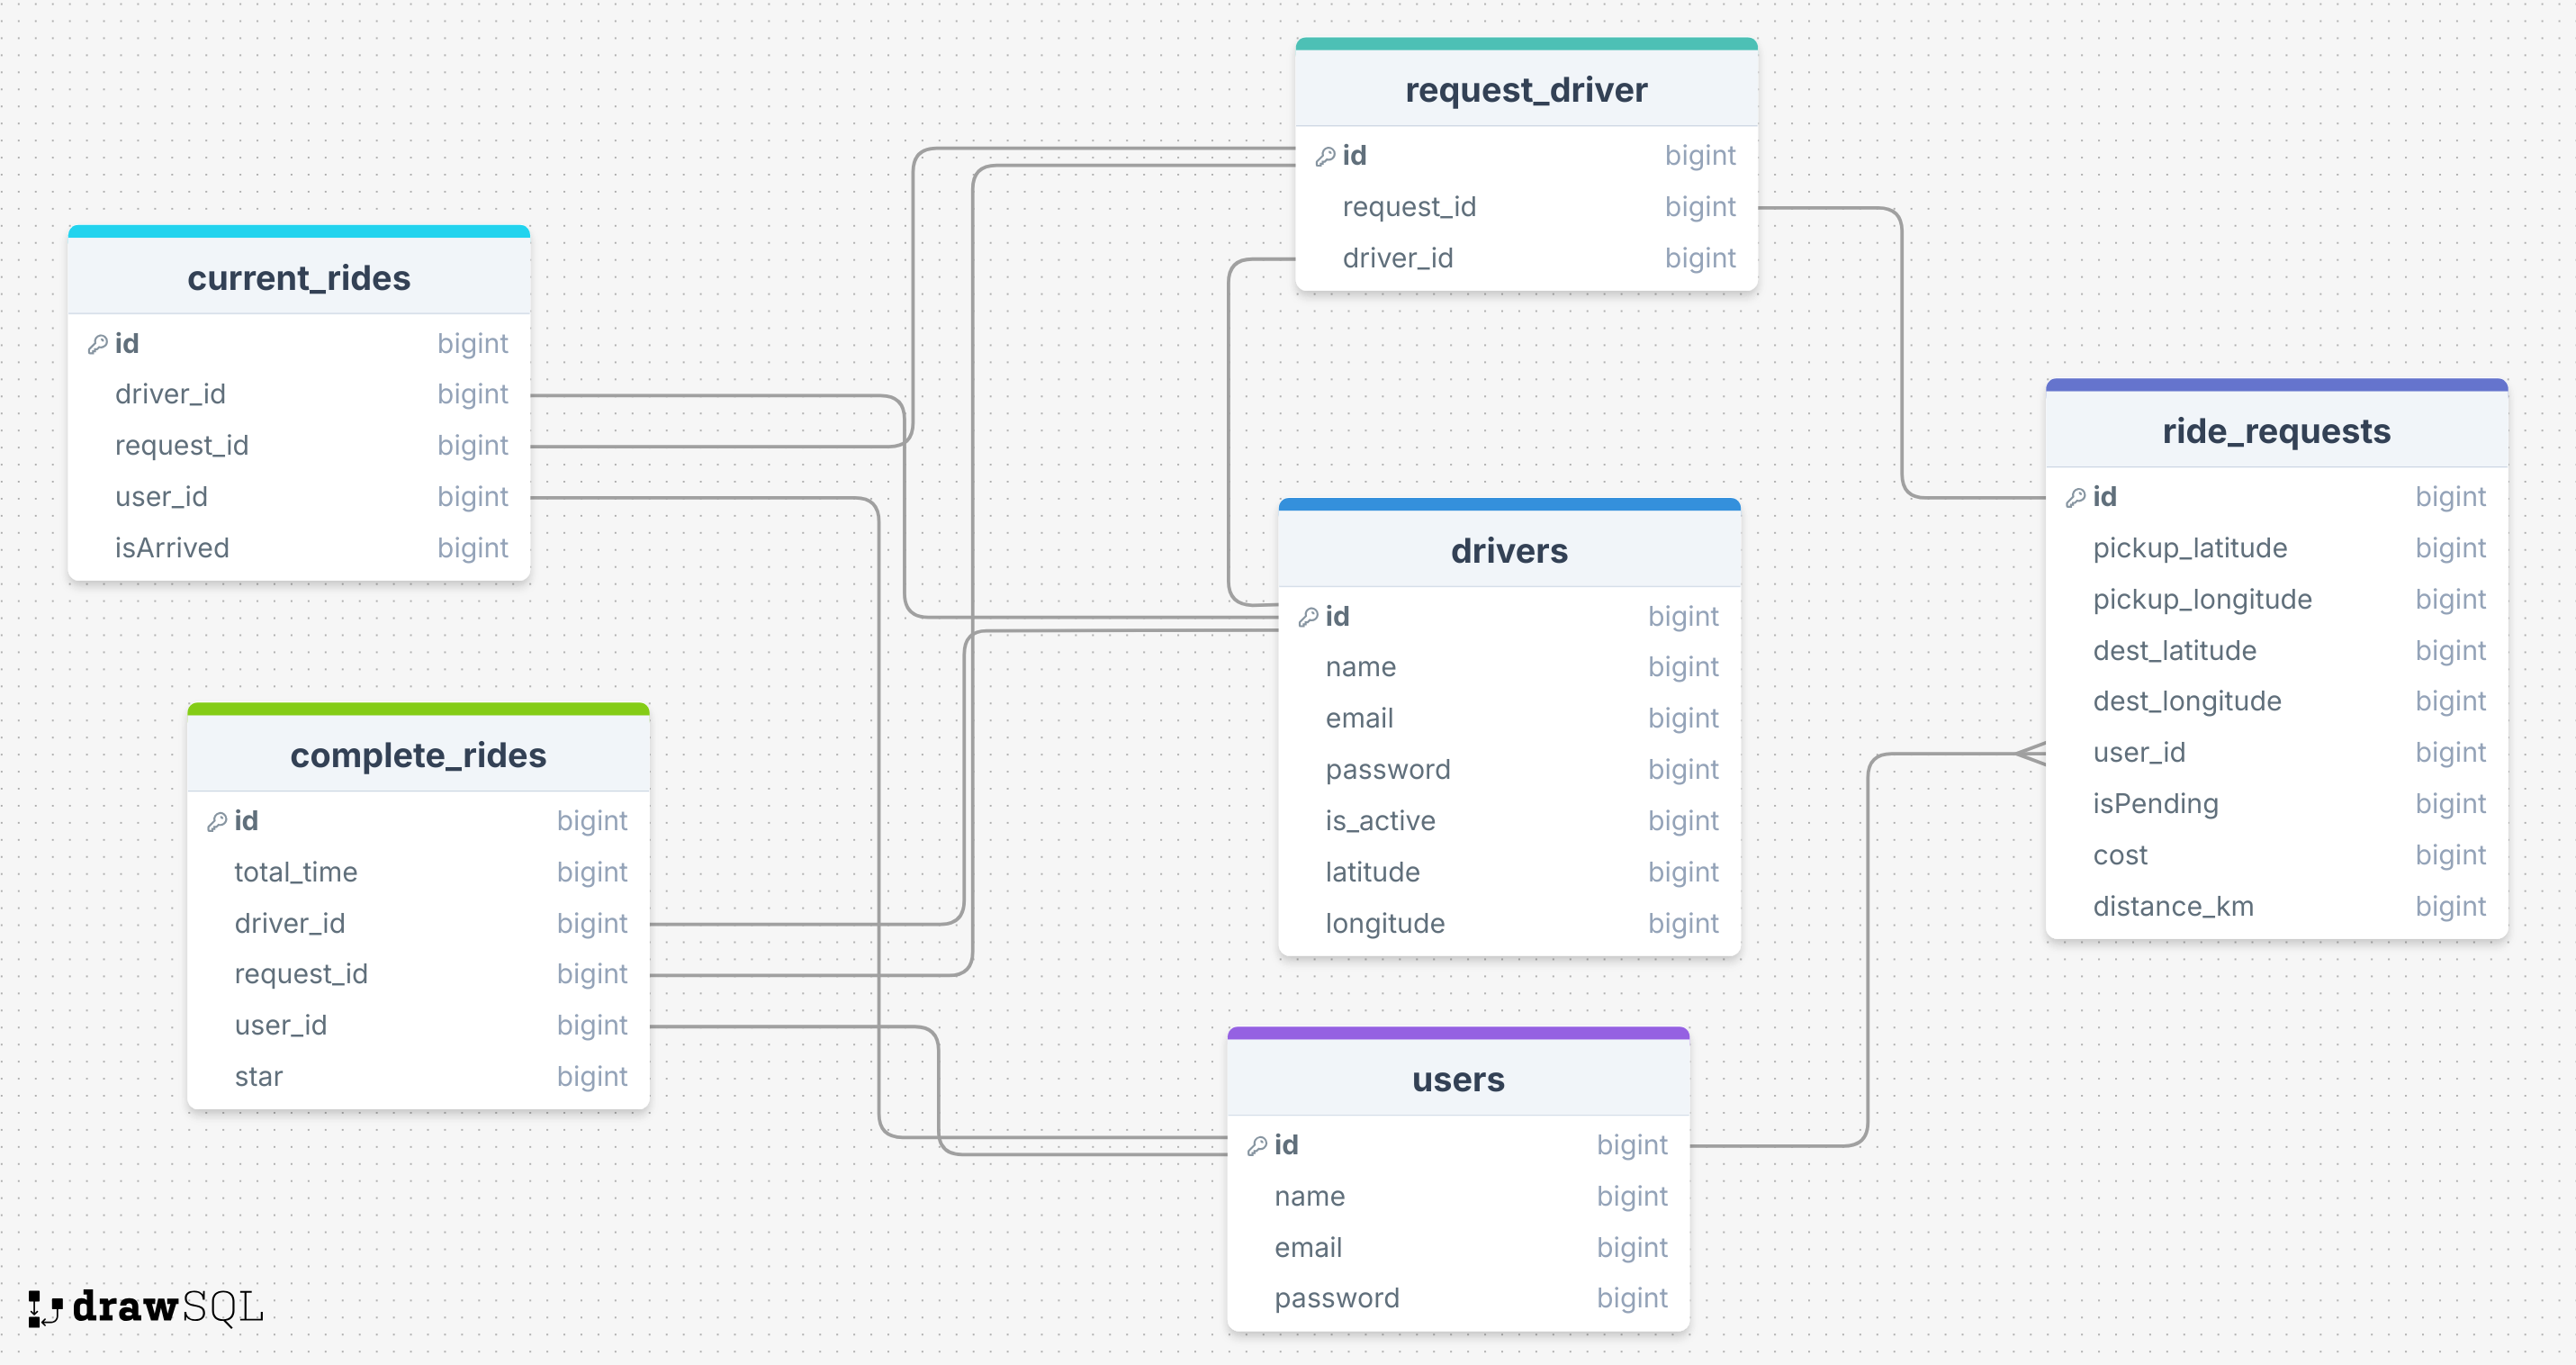 request_driver
id bigint
request_id bigint
driver_id bigint
current_rides
id bigint
driver_id bigint
request_id bigint
user_id bigint
isArrived bigint
ride_requests
id bigint
pickup_latitude bigint
pickup_longitude bigint
dest_latitude bigint
dest_longitude bigint
user_id bigint
isPending bigint
cost bigint
distance_km bigint
drivers
id bigint
name bigint
email bigint
password bigint
is_active bigint
latitude bigint
longitude bigint
complete_rides
id bigint
total_time bigint
driver_id bigint
request_id bigint
user_id bigint
star bigint
users
id bigint
name bigint
email bigint
password bigint
drawSQL